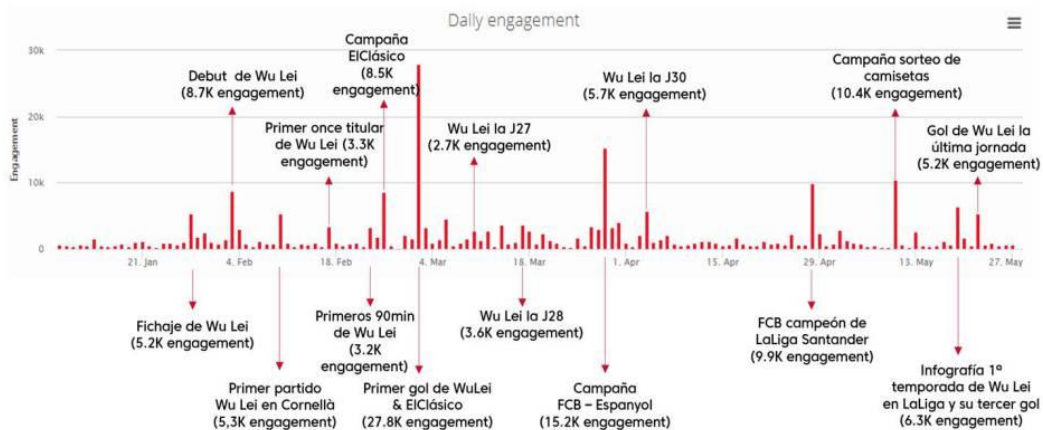 Daily engagement
Engagement
30k
20k
10k
0
Debut de Wu Lei
(8.7K engagement)
Campaña
ElClásico
(8.5K
engagement)
Primer once titular
de Wu Lei (3.3K
engagement)
Wu Lei la J27
(2.7K engagement)
Wu Lei la J30
(5.7K engagement)
Campaña sorteo de
camisetas
(10.4K engagement)
Gol de Wu Lei la
última jornada
(5.2K engagement)
21. Jan
4. Feb
18. Feb
4. Mar
18. Mar
1. Apr
15. Apr
29. Apr
13. May
27. May
Fichaje de Wu Lei
(5.2K engagement)
Primer partido
Wu Lei en Cornellà
(5,3K engagement)
Primeros 90min
de Wu Lei
(3.2K
engagement)
Primer gol de WuLei
& ElClásico
(27.8K engagement)
Wu Lei la J28
(3.6K engagement)
Campaña
FCB – Espanyol
(15.2K engagement)
FCB campeón de
LaLiga Santander
(9.9K engagement)
Infografía 1ª
temporada de Wu Lei
en LaLiga y su tercer gol
(6.3K engagement)